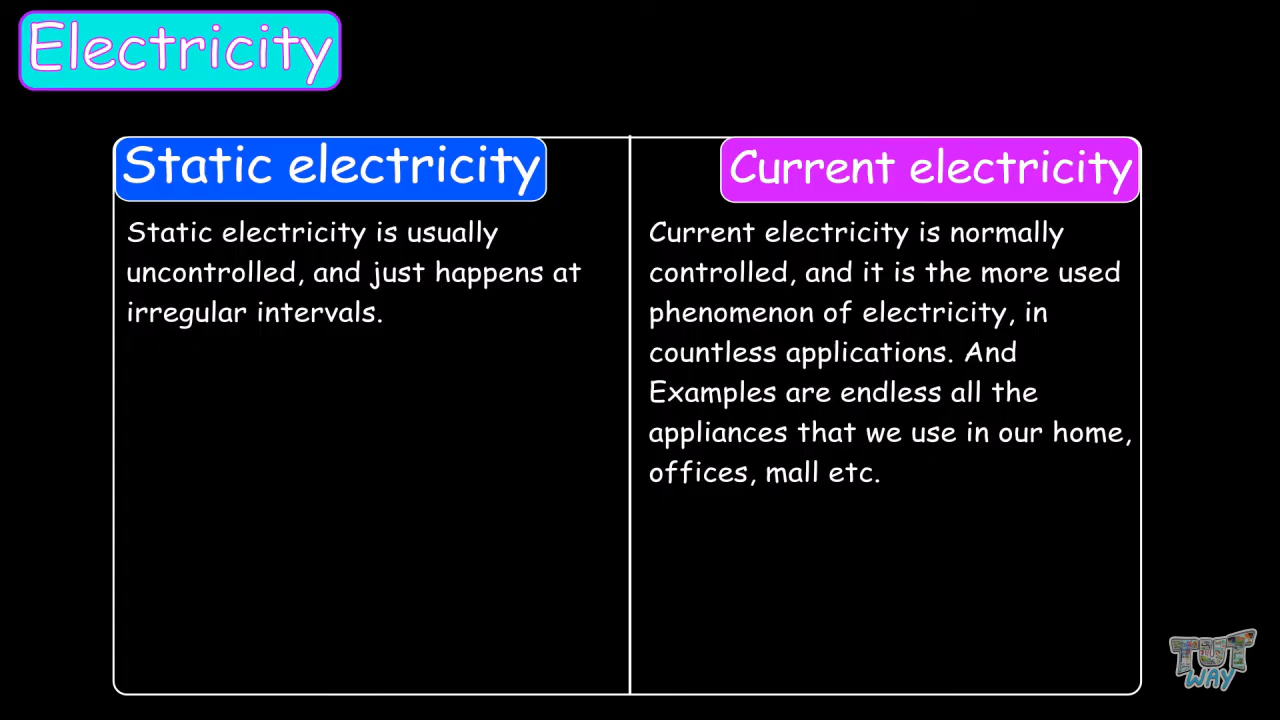 Electricity
Static electricity
Static electricity is usually
uncontrolled, and just happens at
irregular intervals.
Current electricity
Current electricity is normally
controlled, and it is the more used
phenomenon of electricity, in
countless applications. And
Examples are endless all the
appliances that we use in our home,
offices, mall etc.
TUT
WAY